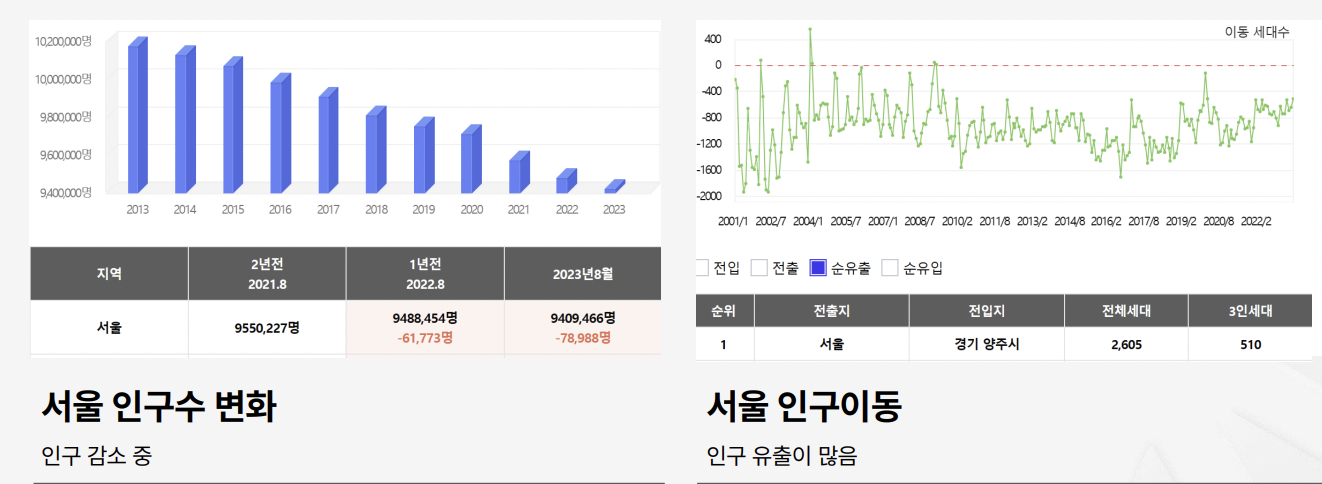 10,200,000명
10,000,000명
9,800,000명
9,600,000명
9,400,000명
2013 2014 2015 2016 2017 2018 2019 2020 2021 2022 2023
지역 2년전 2021.8 1년전 2022.8 2023년8월
서울 9550,227명 9488,454명 -61,773명 9409,466명 -78,988명
서울 인구수 변화
인구 감소 중
이동 세대수
400
0
-400
-800
-1200
-1600
-2000
2001/1 2002/7 2004/1 2005/7 2007/1 2008/7 2010/2 2011/8 2013/2 2014/8 2016/2 2017/8 2019/2 2020/8 2022/2
전입 전출 순유출 순유입
순위 전출지 전입지 전체세대 3인세대
1 서울 경기 양주시 2,605 510
서울 인구이동
인구 유출이 많음